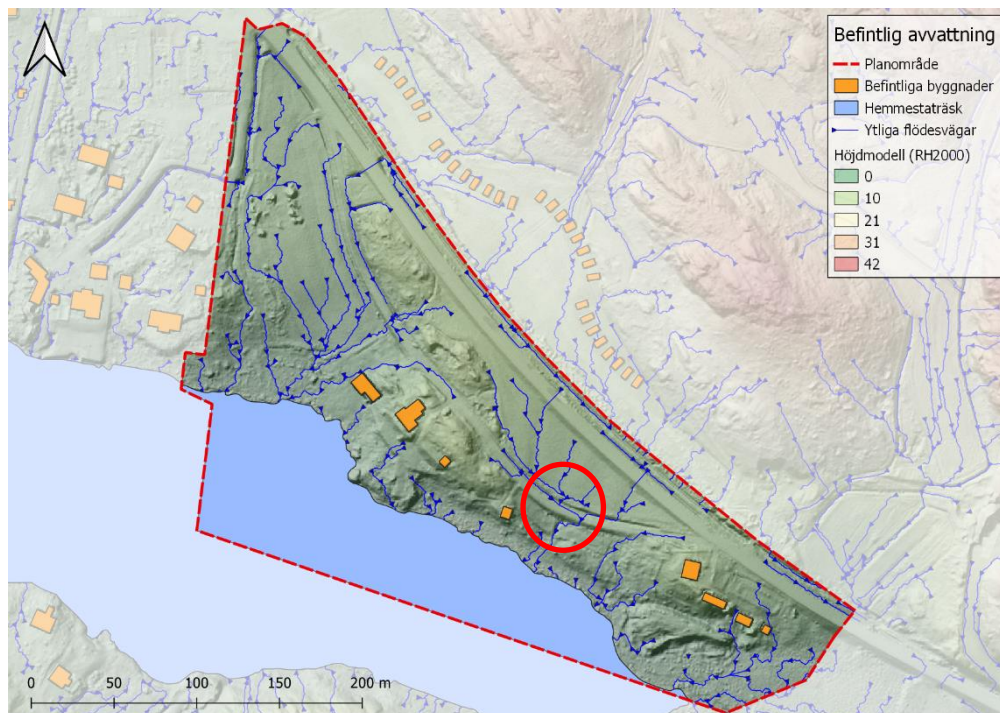 Befintlig avvattning
Planområde
Befintliga byggnader
Hemmestaträsk
Ytliga flödesvägar
Höjdmodell (RH2000)
0
10
21
31
42
0 50 100 150 200 m